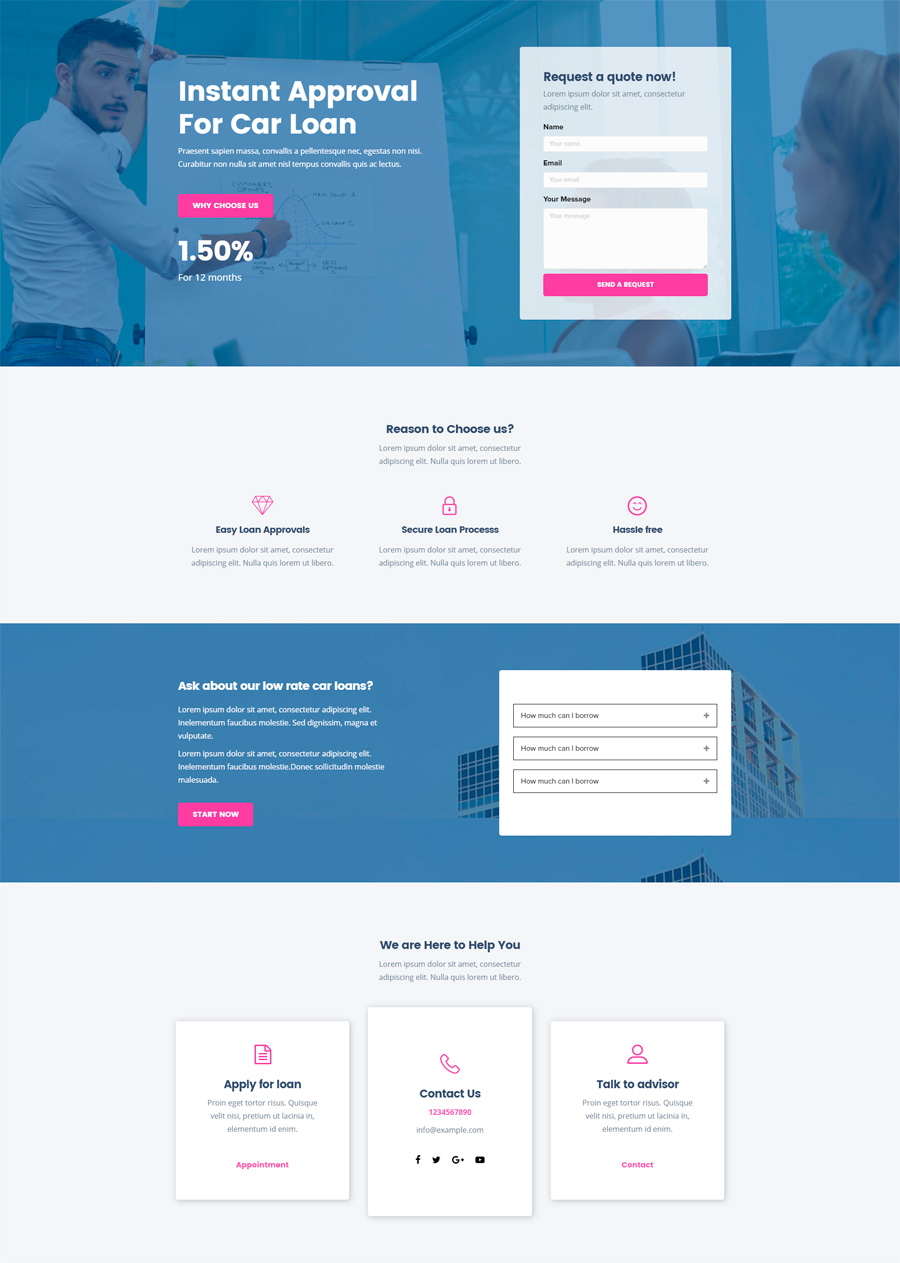 Instant Approval
For Car Loan
Praesent sapien massa, convallis a pellentesque nec, egestas non nisi.
Curabitur non nulla sit amet nisl tempus convallis quis ac lectus.
WHY CHOOSE US
1.50%
For 12 months
Request a quote now!
Lorem ipsum dolor sit amet, consectetur
adipiscing elit.
Name
Your name
Email
Your email
Your Message
Your message
SEND A REQUEST
Reason to Choose us?
Lorem ipsum dolor sit amet, consectetur
adipiscing elit. Nulla quis lorem ut libero.
Easy Loan Approvals
Lorem ipsum dolor sit amet, consectetur
adipiscing elit. Nulla quis lorem ut libero.
Secure Loan Processs
Lorem ipsum dolor sit amet, consectetur
adipiscing elit. Nulla quis lorem ut libero.
Hassle free
Lorem ipsum dolor sit amet, consectetur
adipiscing elit. Nulla quis lorem ut libero.
Ask about our low rate car loans?
Lorem ipsum dolor sit amet, consectetur adipiscing elit.
Inelementum faucibus molestie. Sed dignissim, magna et
vulputate.
Lorem ipsum dolor sit amet, consectetur adipiscing elit.
Inelementum faucibus molestie.Donec sollicitudin molestie
malesuada.
START NOW
How much can I borrow
How much can I borrow
How much can I borrow
We are Here to Help You
Lorem ipsum dolor sit amet, consectetur
adipiscing elit. Nulla quis lorem ut libero.
Apply for loan
Proin eget tortor risus. Quisque
velit nisi, pretium ut lacinia in,
elementum id enim.
Appointment
Contact Us
1234567890
info@example.com
Talk to advisor
Proin eget tortor risus. Quisque
velit nisi, pretium ut lacinia in,
elementum id enim.
Contact